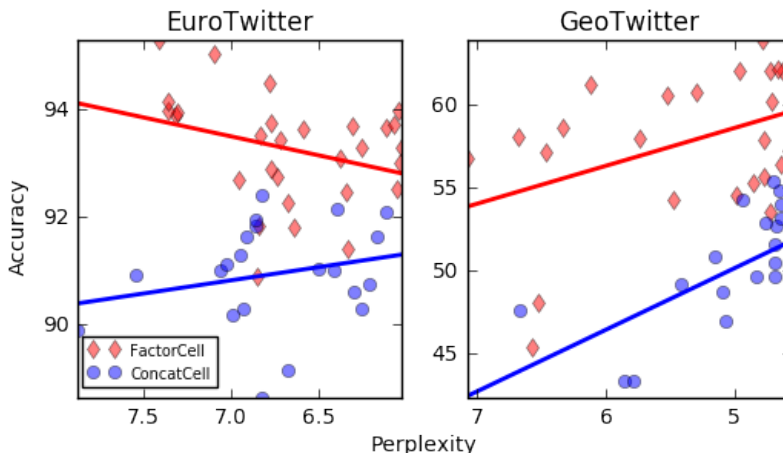 EuroTwitter
GeoTwitter
Accuracy
94
92
90
60
55
50
45
FactorCell
ConcatCell
7.5
7.0
6.5
7
6
5
Perplexity